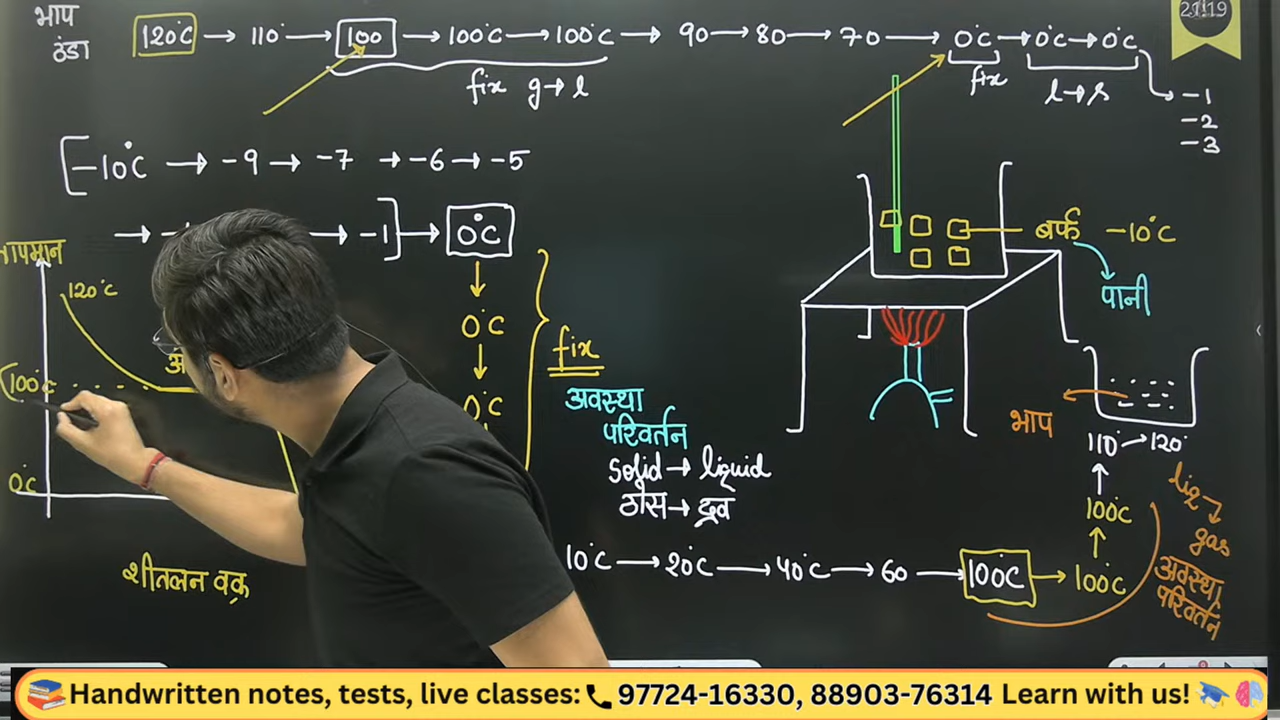 भाप
ठंडा
120°C → 110° → 100 → 100°C → 100°C → 90 → 80 → 70 → 0°C → 0°C → 0°C
fix g→l
fix
l→s
-1
-2
-3
21:19
[-10°C → -9 → -7 → -6 → -5
→ → -1] → 0°C
↓
0°C
↓
0°C
fix
अवस्था
परिवर्तन
solid → liquid
ठोस → द्रव
तापमान
120°C
100°C
0°C
शीतलन वक्र
बर्फ -10°C
पानी
भाप
110° → 120°
↑
100°C
↑
10°C → 20°C → 40°C → 60 → 100°C → 100°C
liq →
gas
अवस्था
परिवर्तन
Handwritten notes, tests, live classes: 97724-16330, 88903-76314 Learn with us!